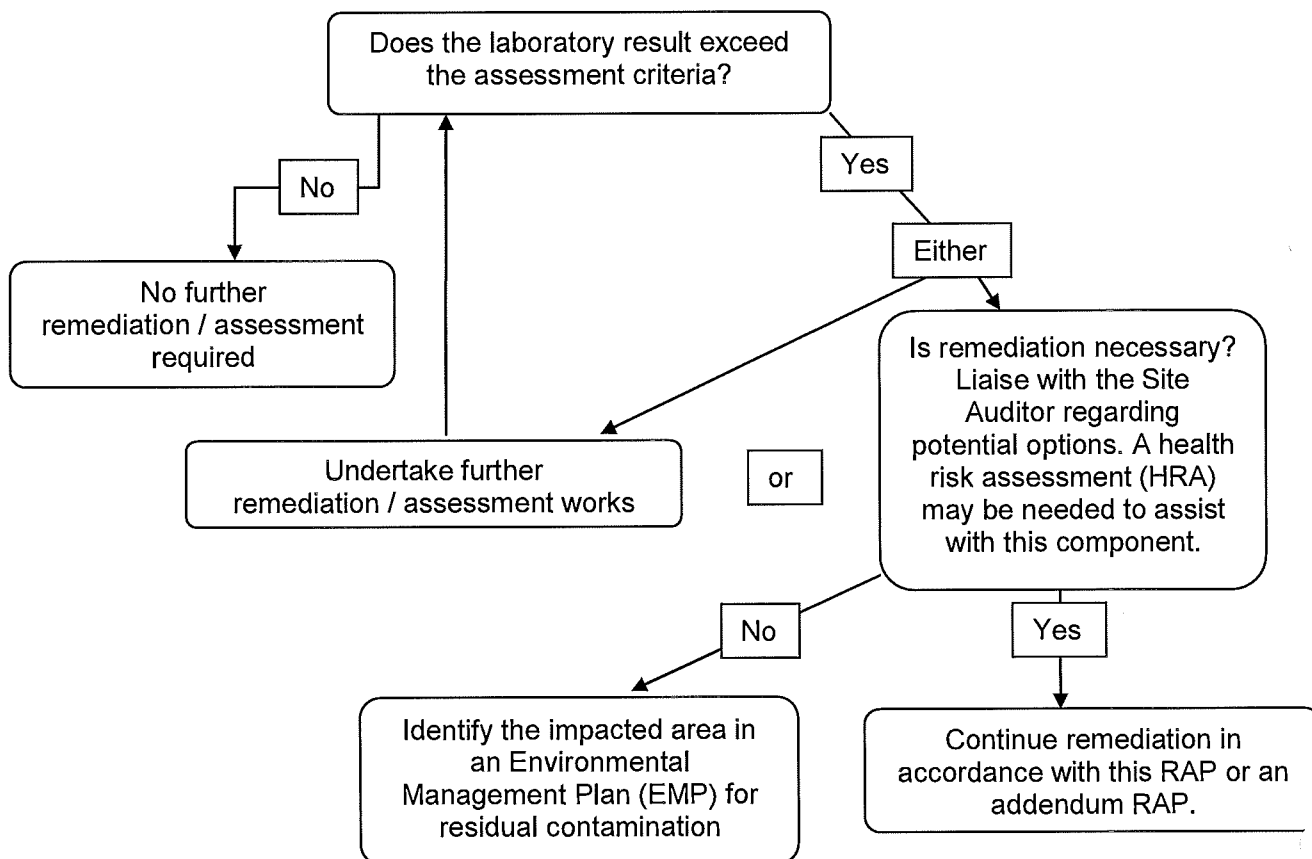 Does the laboratory result exceed
the assessment criteria?
No
Yes
Either
No further
remediation / assessment
required
Is remediation necessary?
Liaise with the Site
Auditor regarding
potential options. A health
risk assessment (HRA)
may be needed to assist
with this component.
Undertake further
remediation / assessment works
or
No
Yes
Identify the impacted area in
an Environmental
Management Plan (EMP) for
residual contamination
Continue remediation in
accordance with this RAP or an
addendum RAP.